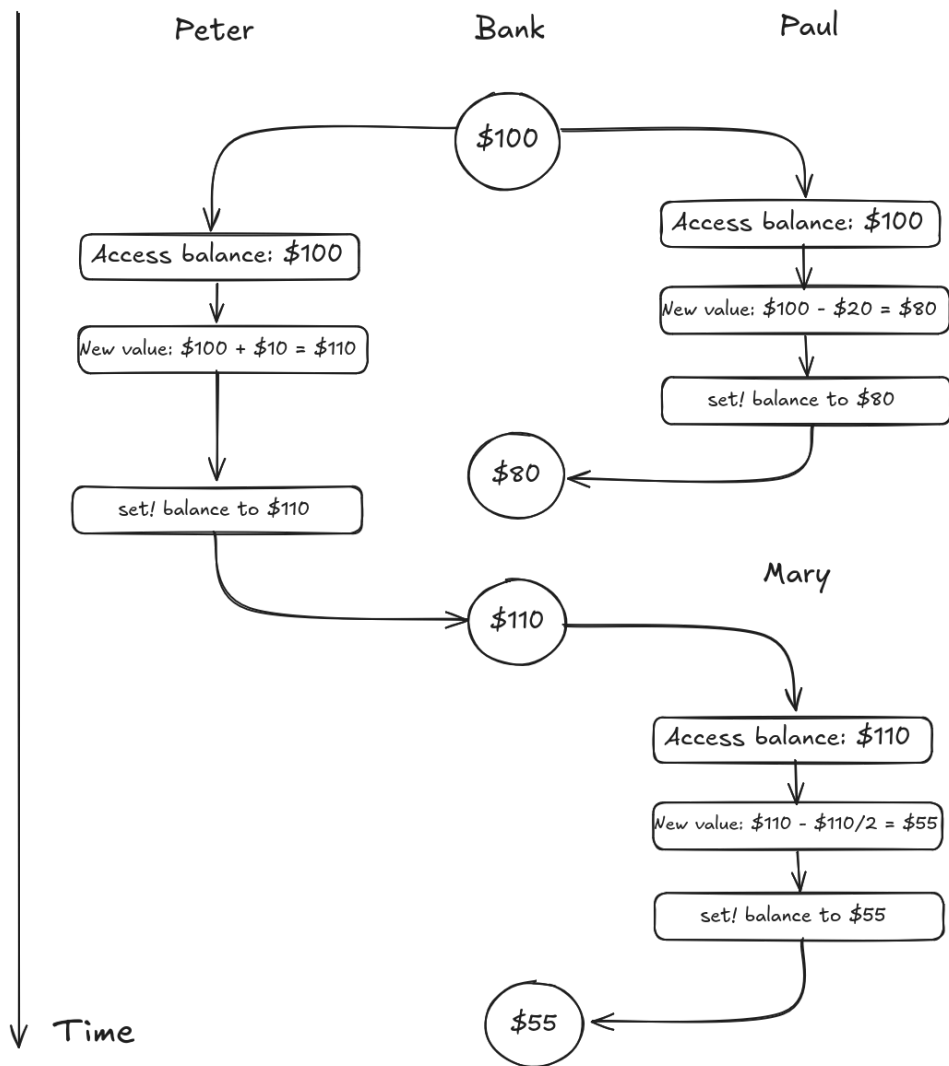 Peter
Bank
Paul
$100
Access balance: $100
Access balance: $100
New value: $100 - $20 = $80
New value: $100 + $10 = $110
set! balance to $80
$80
set! balance to $110
Mary
$110
Access balance: $110
New value: $110 - $110/2 = $55
set! balance to $55
$55
Time